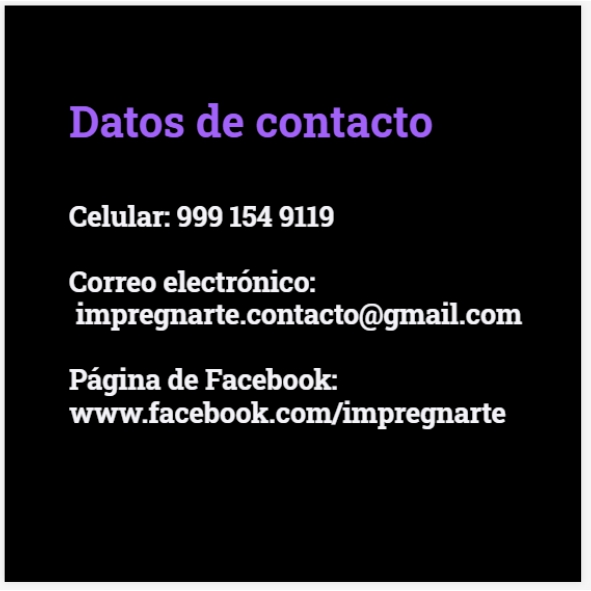 Datos de contacto
Celular: 999 154 9119
Correo electrónico:
impregnarte.contacto@gmail.com
Página de Facebook:
www.facebook.com/impregnarte